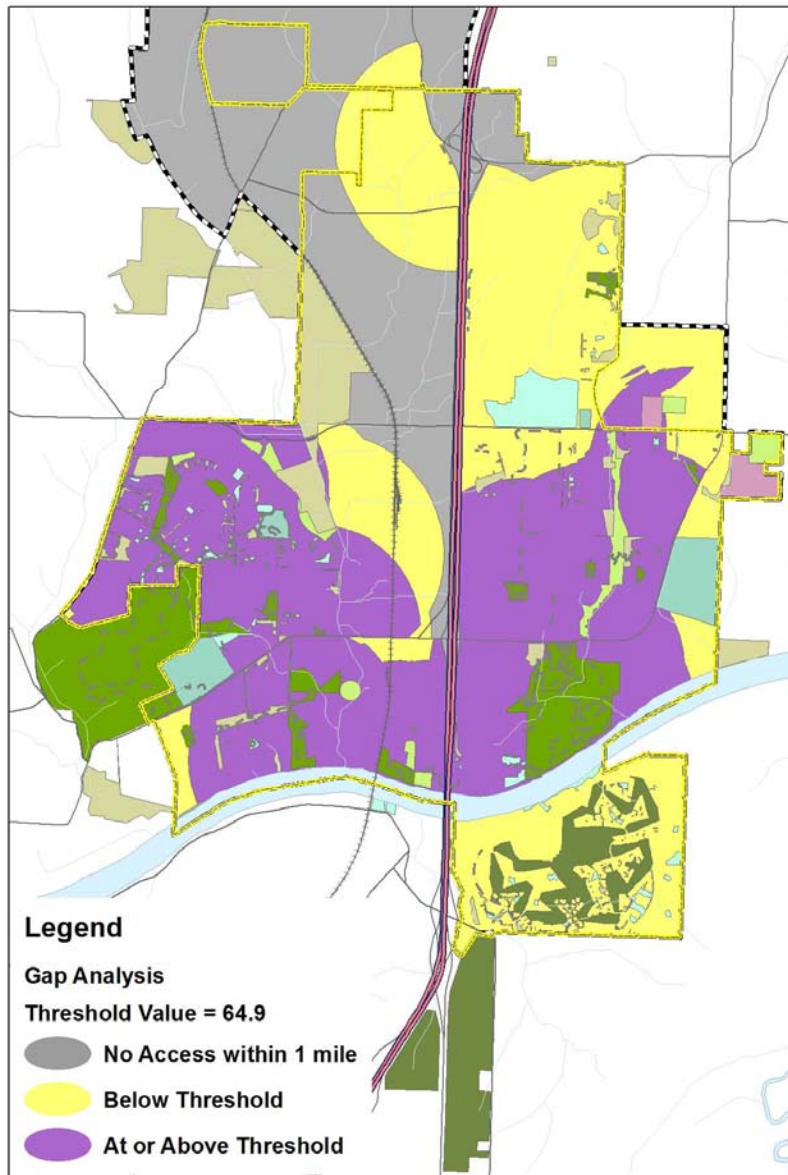 Legend
Gap Analysis
Threshold Value = 64.9
No Access within 1 mile
Below Threshold
At or Above Threshold